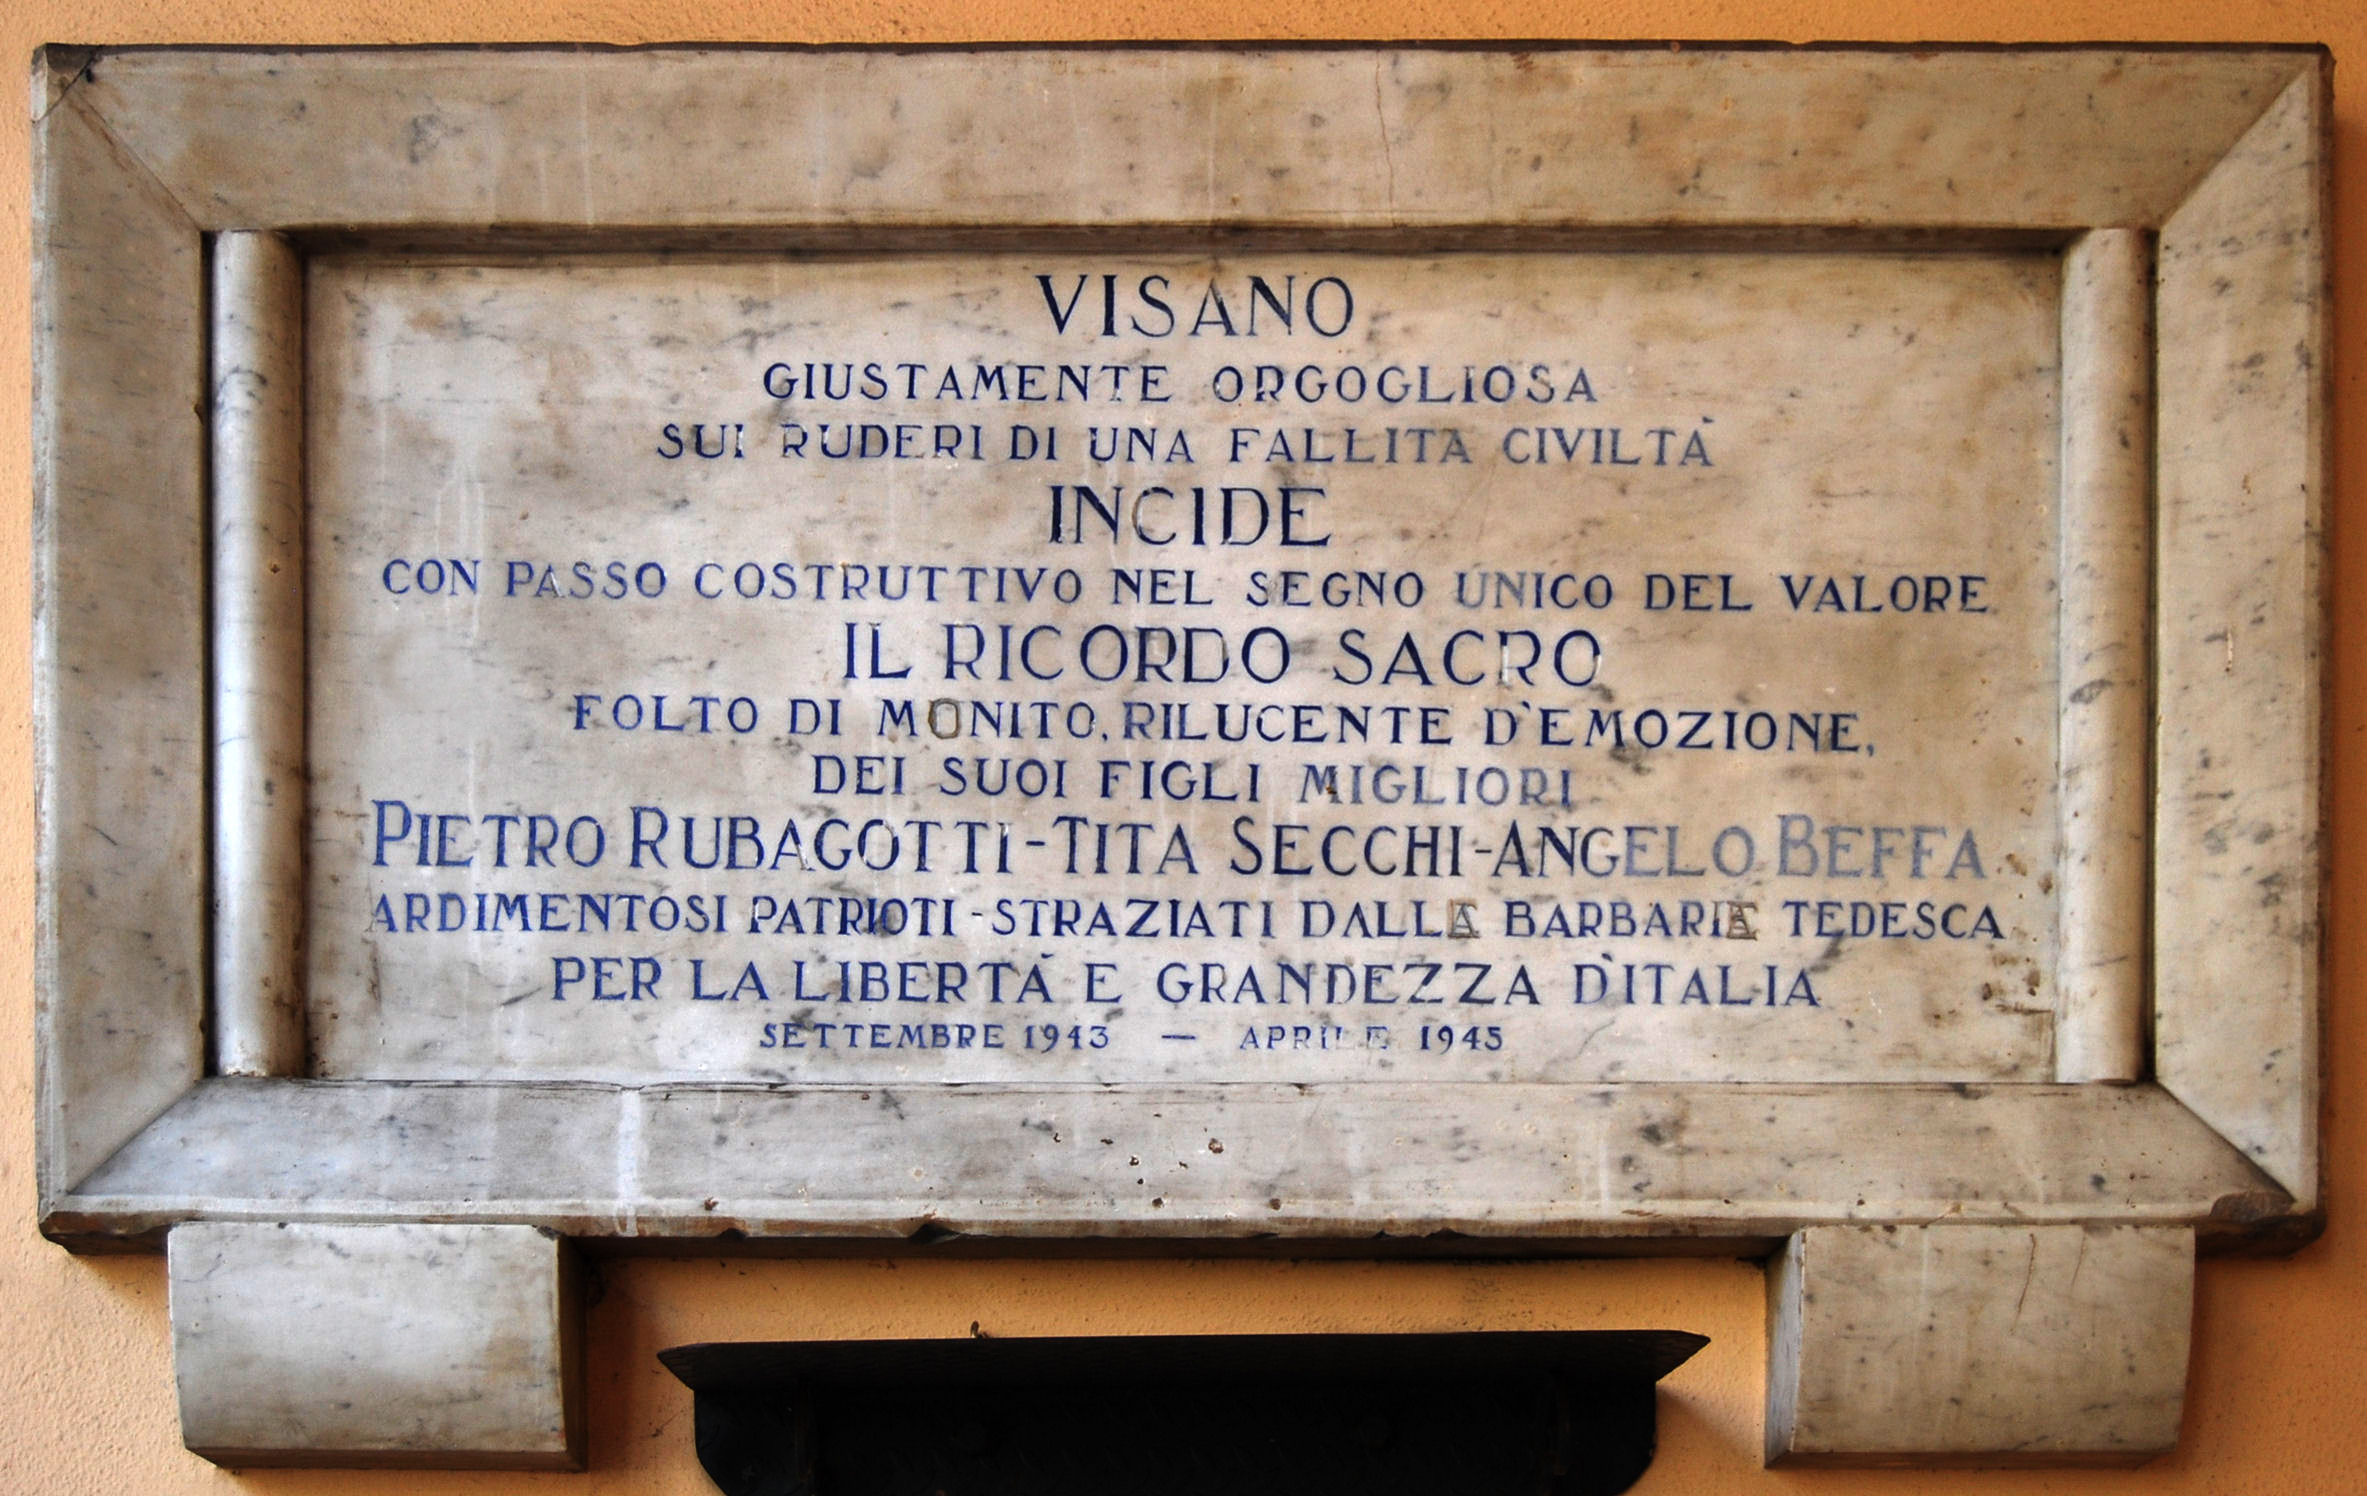 VISANO
GIUSTAMENTE ORGOGLIOSA
SUI RUDERI DI UNA FALLITA CIVILTÀ
INCIDE
CON PASSO COSTRUTTIVO NEL SEGNO UNICO DEL VALORE
IL RICORDO SACRO
FOLTO DI MONITO, RILUCENTE D'EMOZIONE,
DEI SUOI FIGLI MIGLIORI
PIETRO RUBAGOTTI - TITA SECCHI - ANGELO BEFFA
ARDIMENTOSI PATRIOTI - STRAZIATI DALLA BARBARIE TEDESCA
PER LA LIBERTÀ E GRANDEZZA D'ITALIA
SETTEMBRE 1943 — APRILE 1945